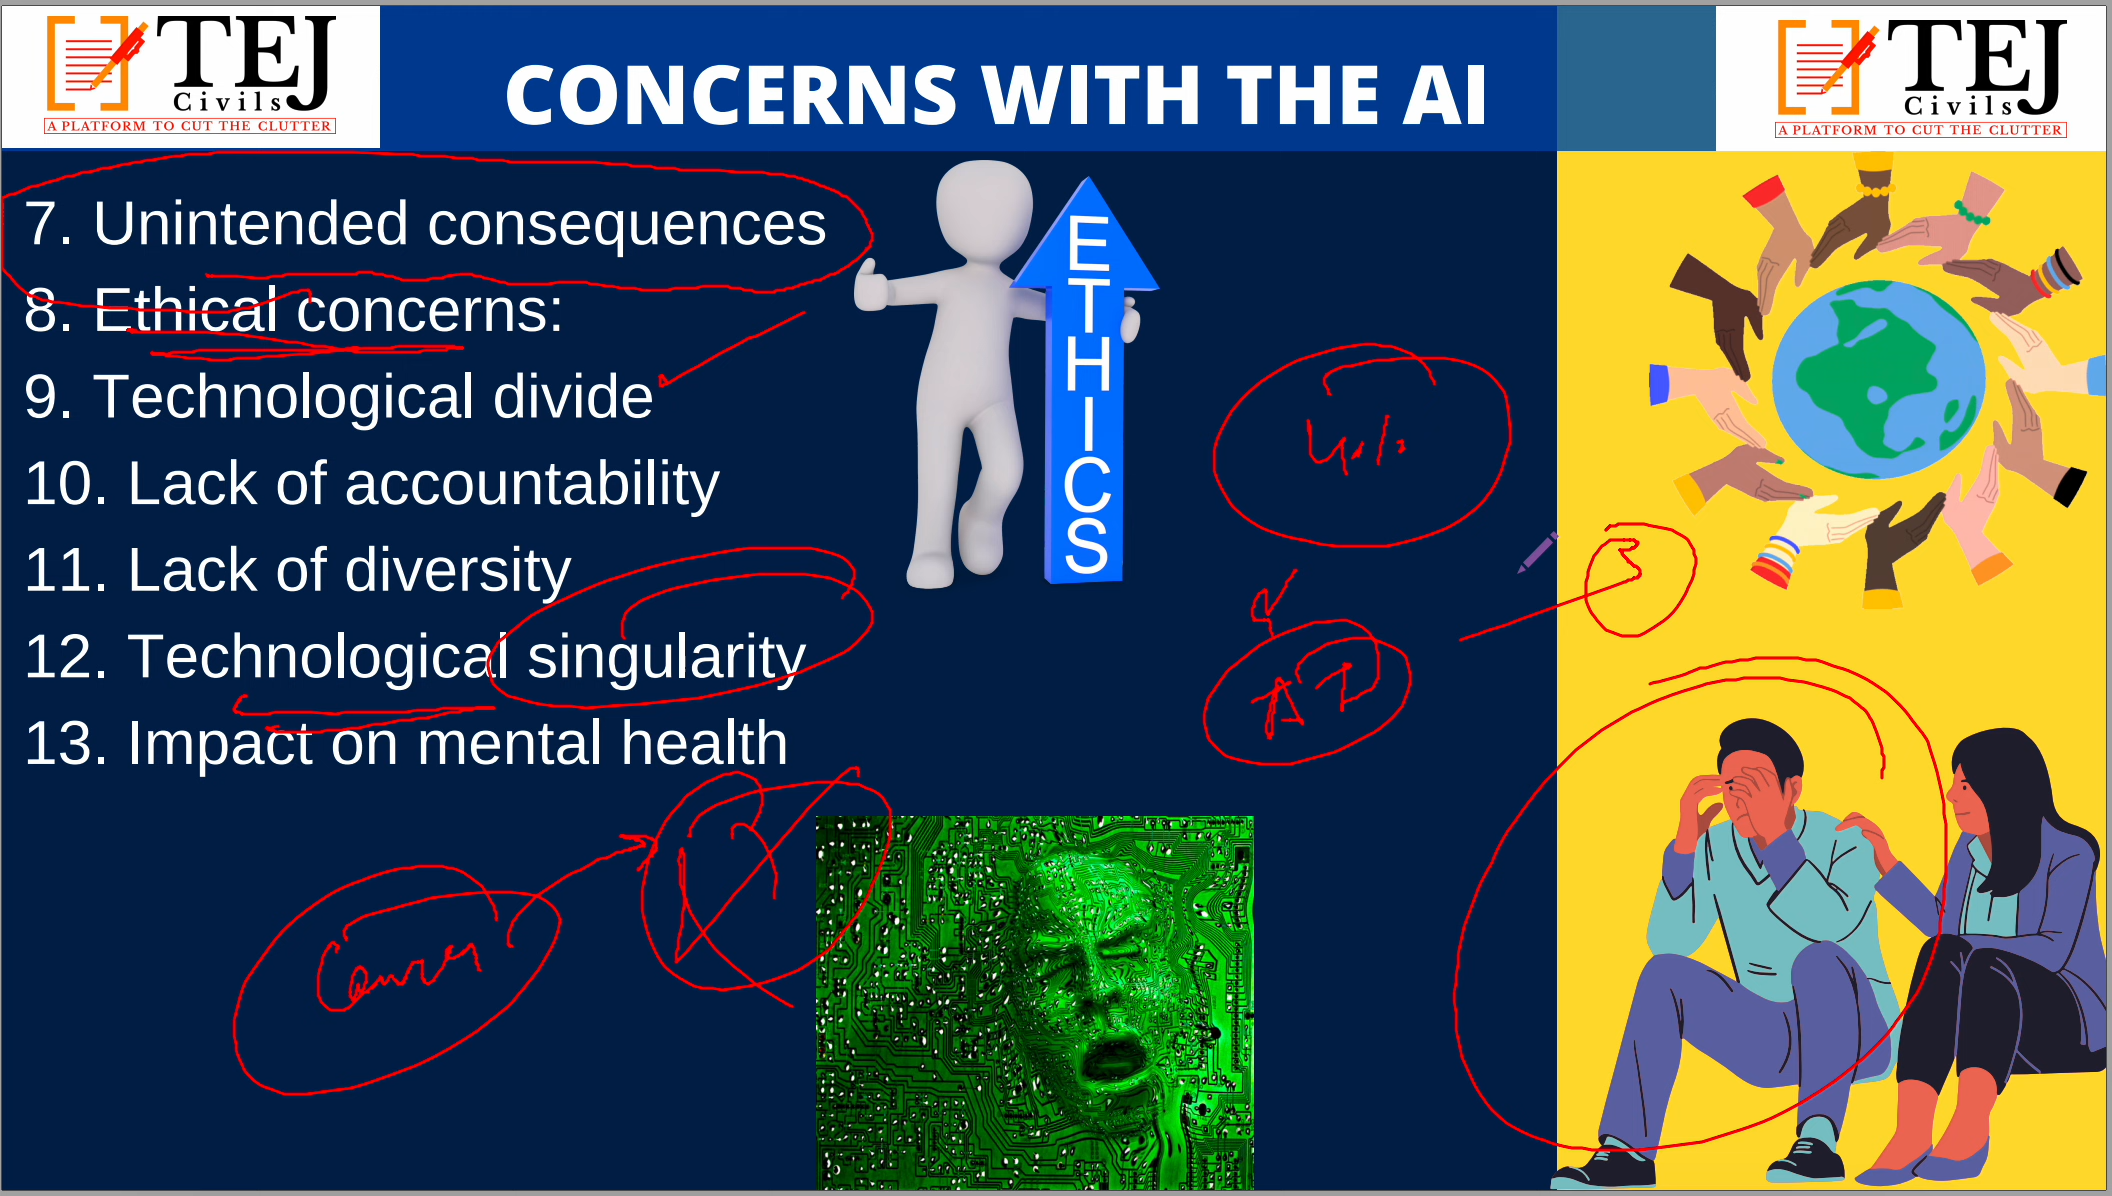 TEJ
Civils
A PLATFORM TO CUT THE CLUTTER
CONCERNS WITH THE AI
TEJ
Civils
A PLATFORM TO CUT THE CLUTTER
7. Unintended consequences
8. Ethical concerns:
9. Technological divide
10. Lack of accountability
11. Lack of diversity
12. Technological singularity
13. Impact on mental health
ETHICS
AI